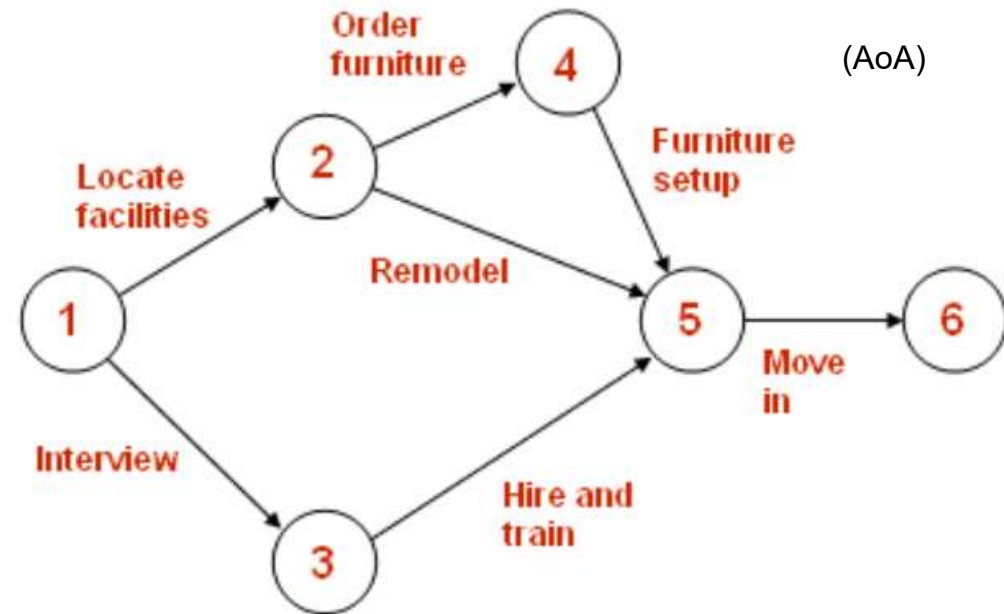 Order
furniture
4
(AoA)
Locate
facilities
2
Furniture
setup
Remodel
1
5
6
Move
in
Interview
Hire and
train
3